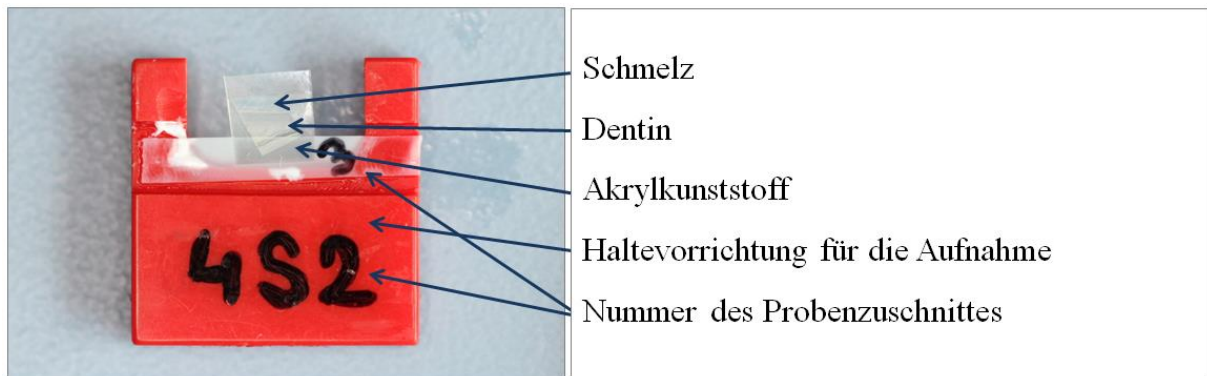 Schmelz
Dentin
Akrylkunststoff
Haltevorrichtung für die Aufnahme
Nummer des Probenzuschnittes
3
4S2